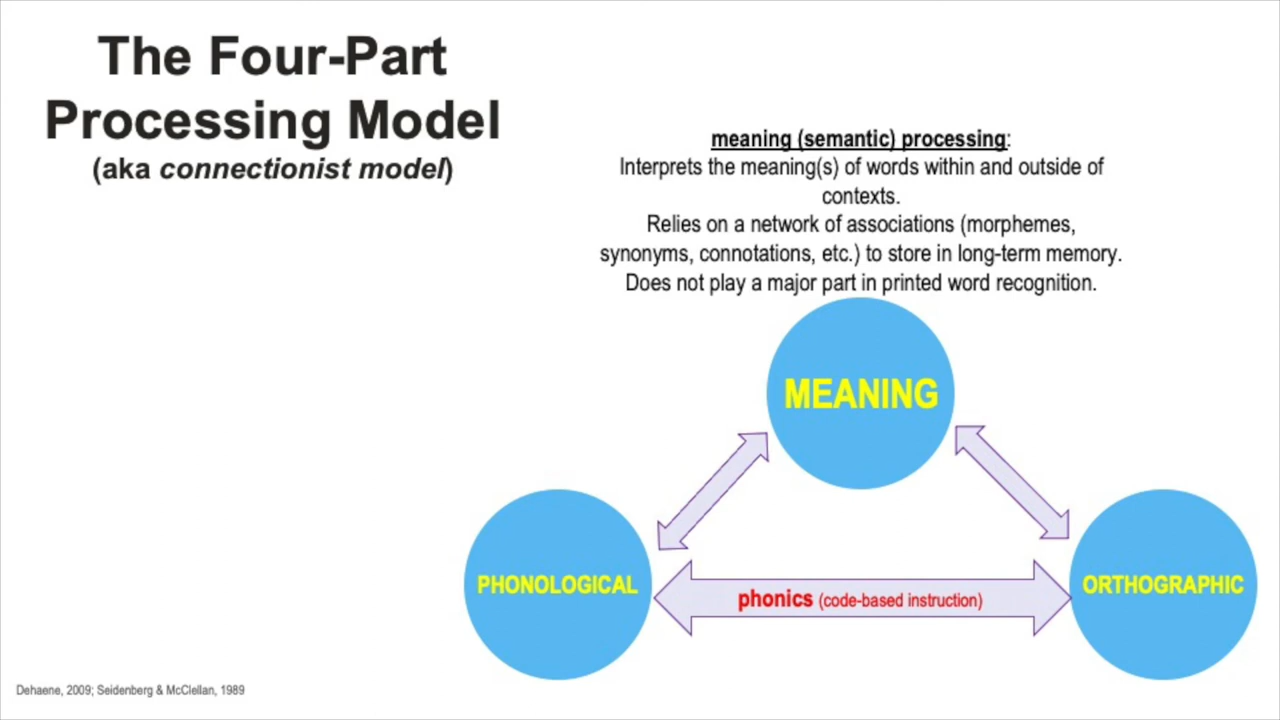 The Four-Part
Processing Model
(aka connectionist model)
meaning (semantic) processing:
Interprets the meaning(s) of words within and outside of
contexts.
Relies on a network of associations (morphemes,
synonyms, connotations, etc.) to store in long-term memory.
Does not play a major part in printed word recognition.
MEANING
PHONOLOGICAL
phonics (code-based instruction)
ORTHOGRAPHIC
Dehaene, 2009; Seidenberg & McClellan, 1989